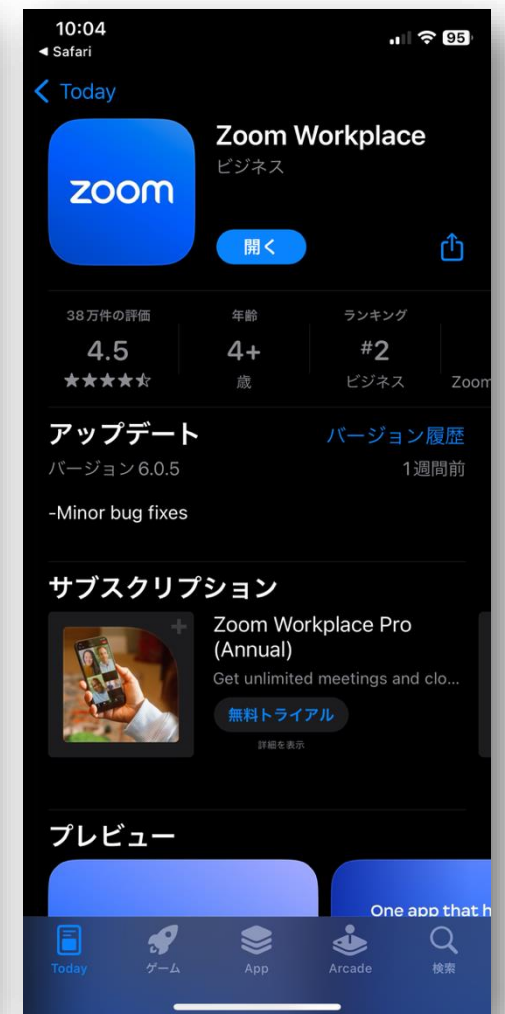 10:04
95
◀ Safari
Today
zoom
Zoom Workplace
ビジネス
開く
38万件の評価
年齢
ランキング
4.5
4+
#2
★★★★☆
歳
ビジネス
Zoom
アップデート
バージョン履歴
バージョン 6.0.5
1週間前
-Minor bug fixes
サブスクリプション
Zoom Workplace Pro
(Annual)
Get unlimited meetings and clo...
無料トライアル
詳細を表示
プレビュー
One app that h
Today
ゲーム
App
Arcade
検索